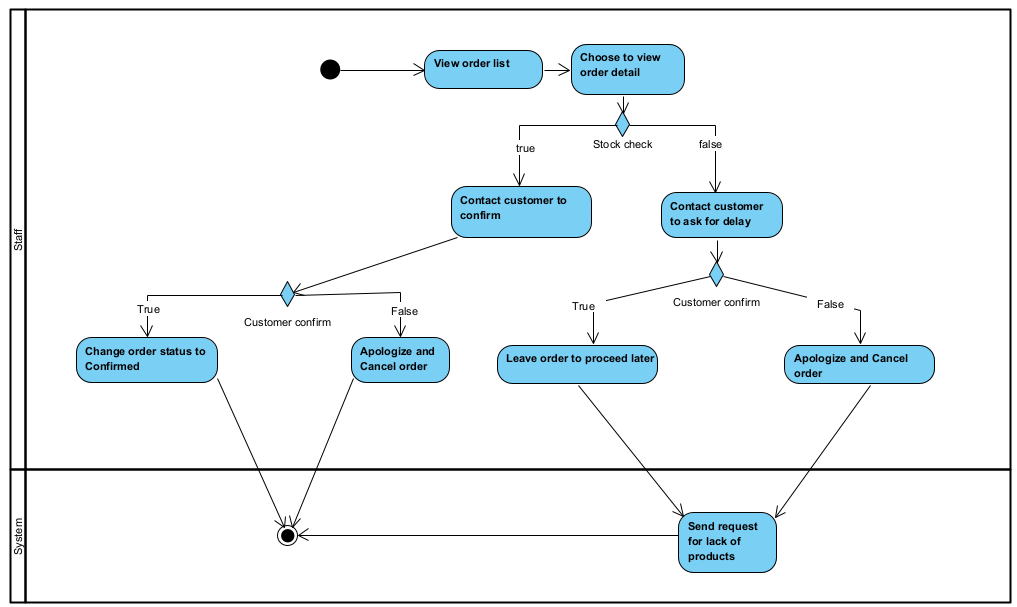 Staff
View order list
Choose to view
order detail
Stock check
true
false
Contact customer to
confirm
Contact customer
to ask for delay
Customer confirm
True
False
Customer confirm
True
False
Change order status to
Confirmed
Apologize and
Cancel order
Leave order to proceed later
Apologize and Cancel
order
System
Send request
for lack of
products